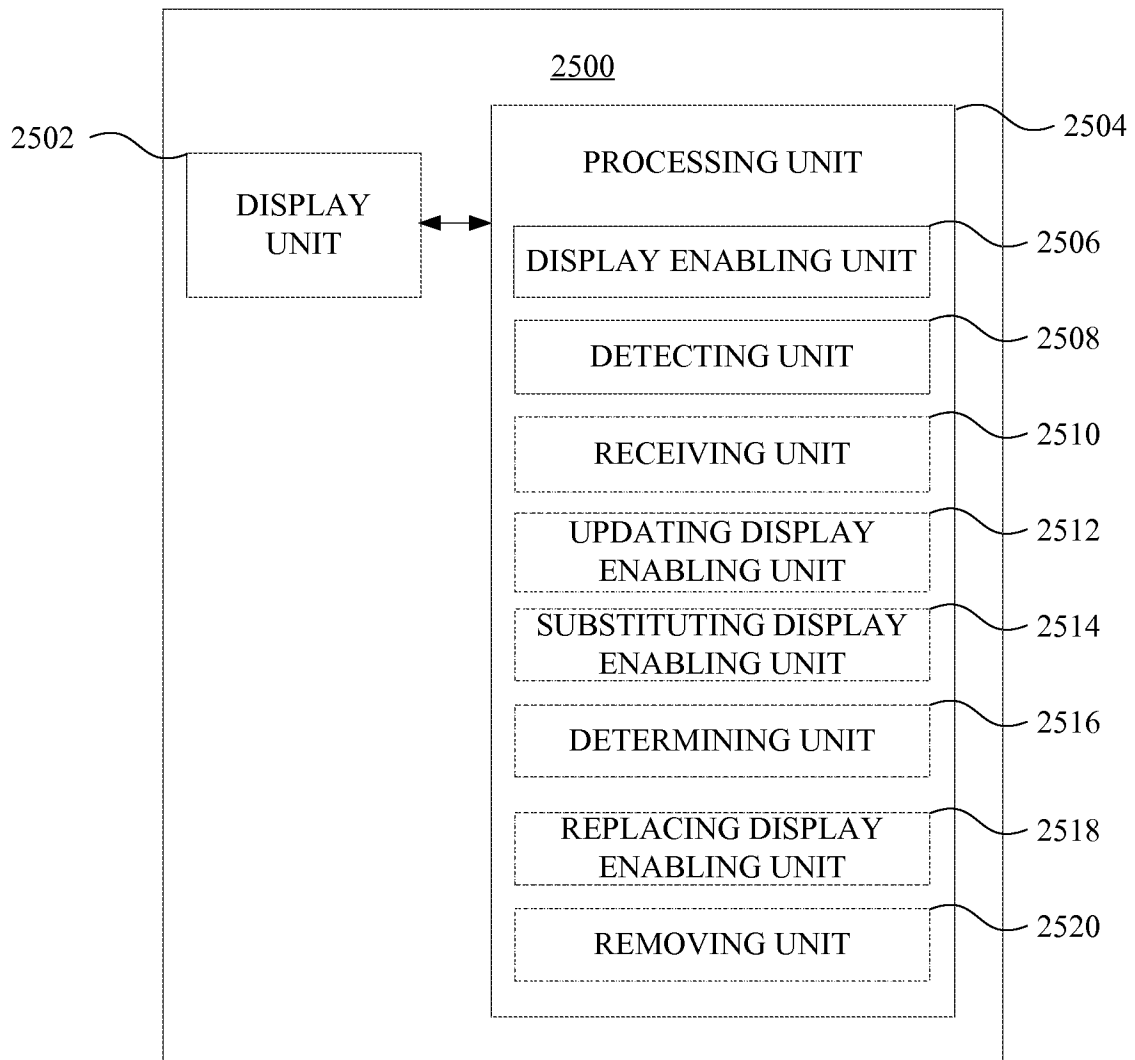 2500
2502
2504
PROCESSING UNIT
DISPLAY
UNIT
2506
DISPLAY ENABLING UNIT
2508
DETECTING UNIT
2510
RECEIVING UNIT
2512
UPDATING DISPLAY
ENABLING UNIT
2514
SUBSTITUTING DISPLAY
ENABLING UNIT
2516
DETERMINING UNIT
2518
REPLACING DISPLAY
ENABLING UNIT
2520
REMOVING UNIT